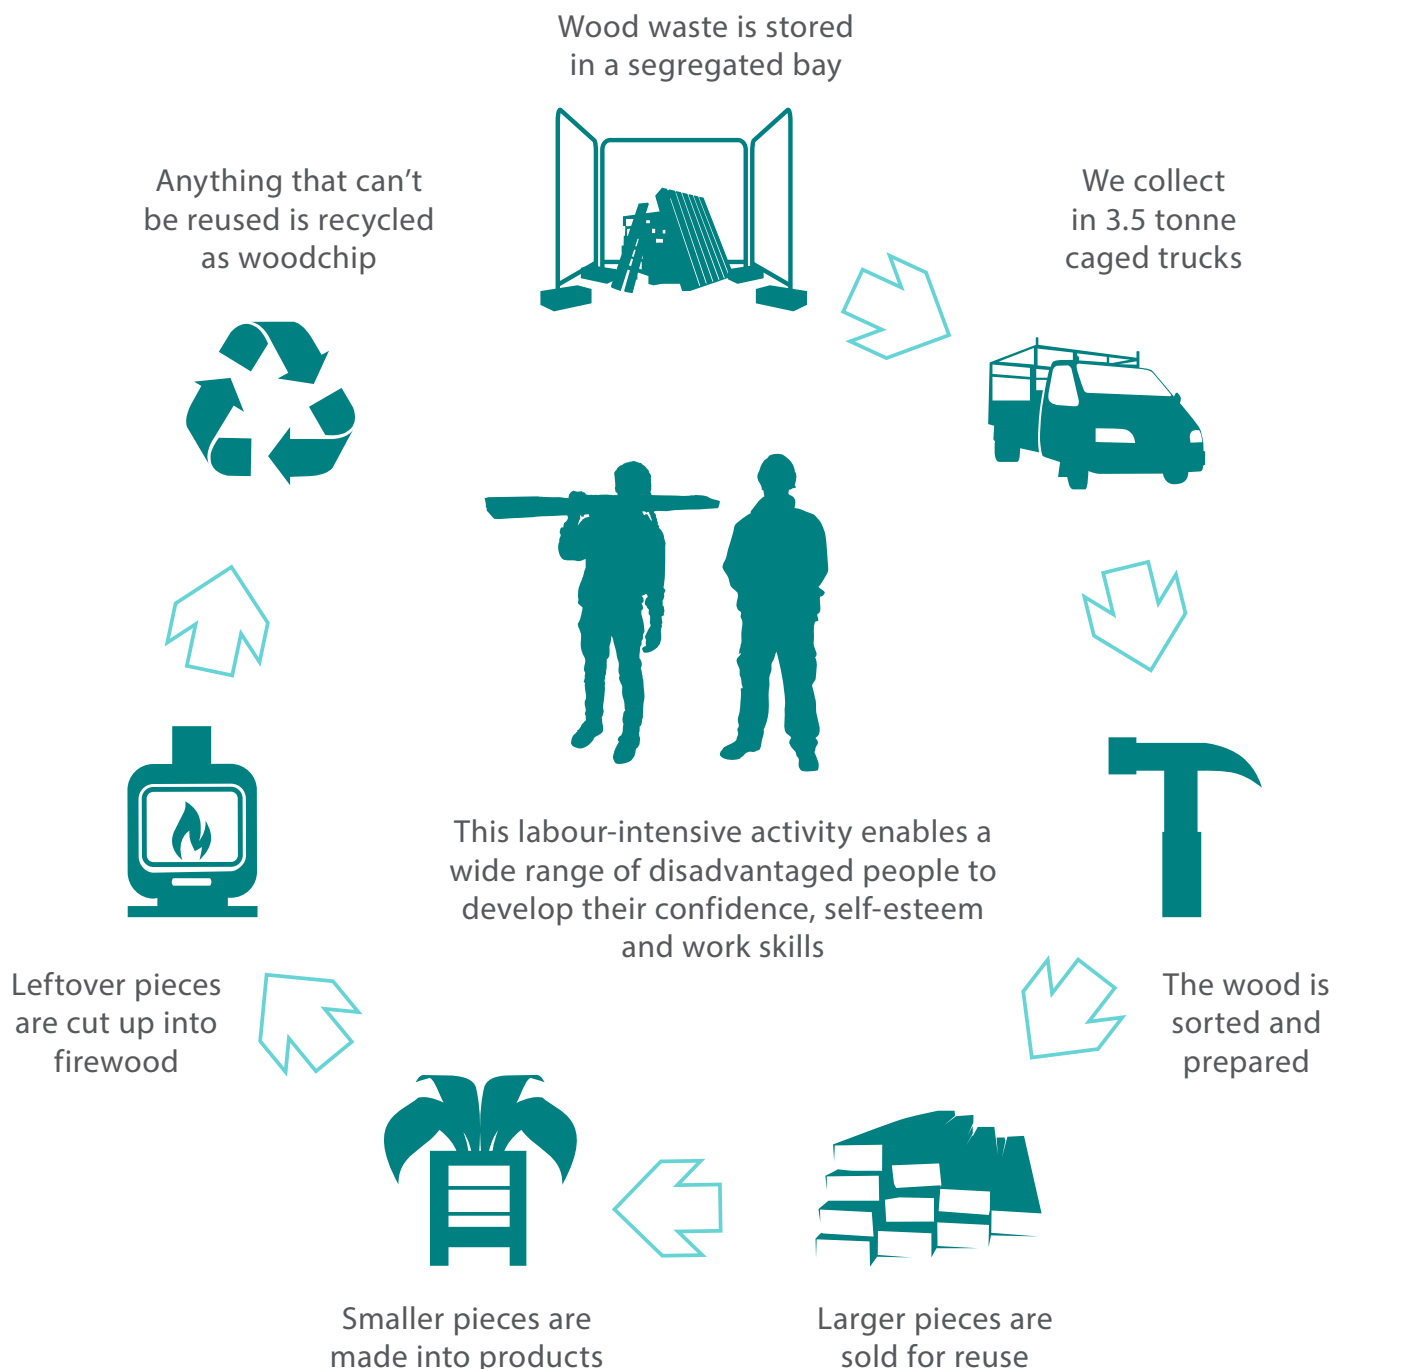 Wood waste is stored
in a segregated bay
We collect
in 3.5 tonne
caged trucks
The wood is
sorted and
prepared
Larger pieces are
sold for reuse
Smaller pieces are
made into products
Leftover pieces
are cut up into
firewood
Anything that can’t
be reused is recycled
as woodchip
This labour-intensive activity enables a
wide range of disadvantaged people to
develop their confidence, self-esteem
and work skills